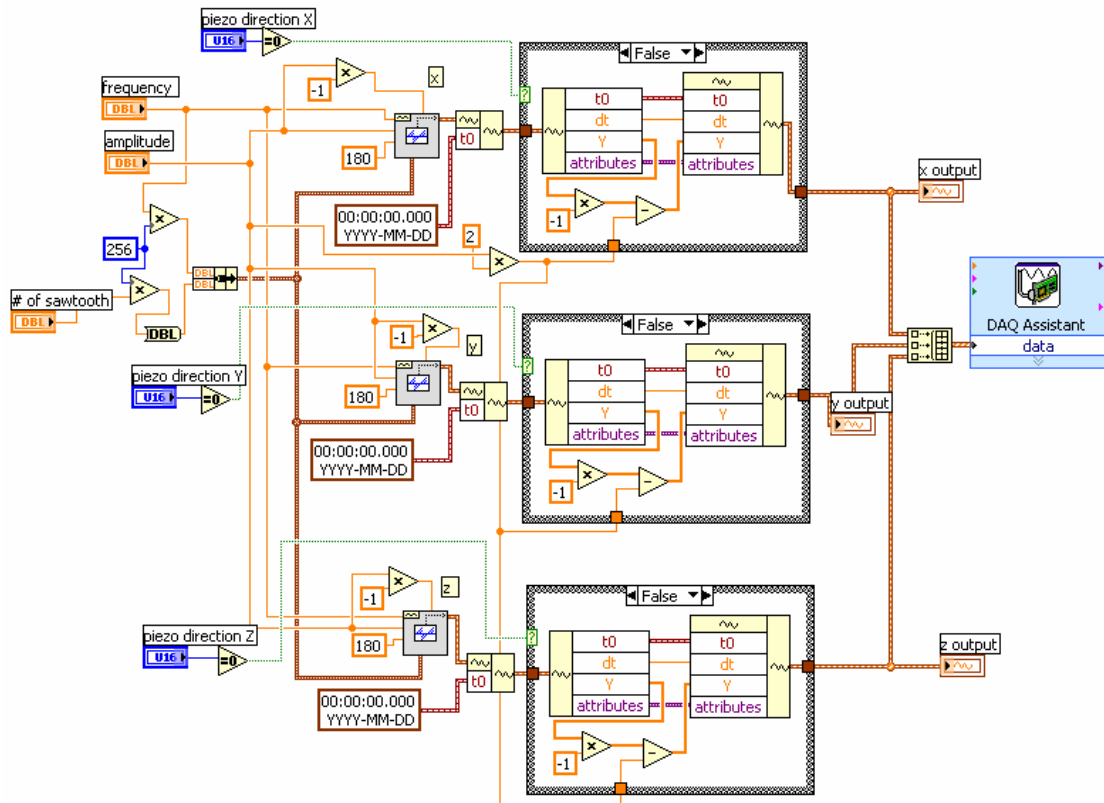 piezo direction X
U16
=0
False
frequency
DBL
x
-1
x
t0
dt
Y
attributes
t0
dt
Y
attributes
amplitude
DBL
180
t0
x
-1
-
x output
00:00:00.000
YYYY-MM-DD
x
256
2
x
x
DBL
DBL
# of sawtooth
DBL
DBL
DAQ Assistant
data
False
x
-1
y
t0
dt
Y
attributes
t0
dt
Y
attributes
piezo direction Y
U16
=0
180
t0
y output
00:00:00.000
YYYY-MM-DD
x
-1
-
False
x
-1
z
t0
dt
Y
attributes
t0
dt
Y
attributes
piezo direction Z
U16
=0
180
t0
z output
00:00:00.000
YYYY-MM-DD
x
-1
-